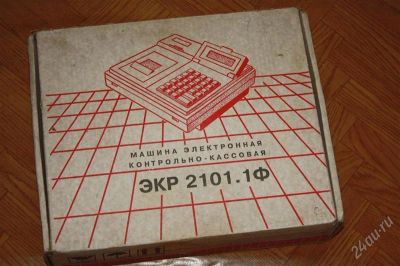 МАШИНА ЭЛЕКТРОННАЯ
КОНТРОЛЬНО-КАССОВАЯ
ЭКР 2101.1Ф
24au.ru